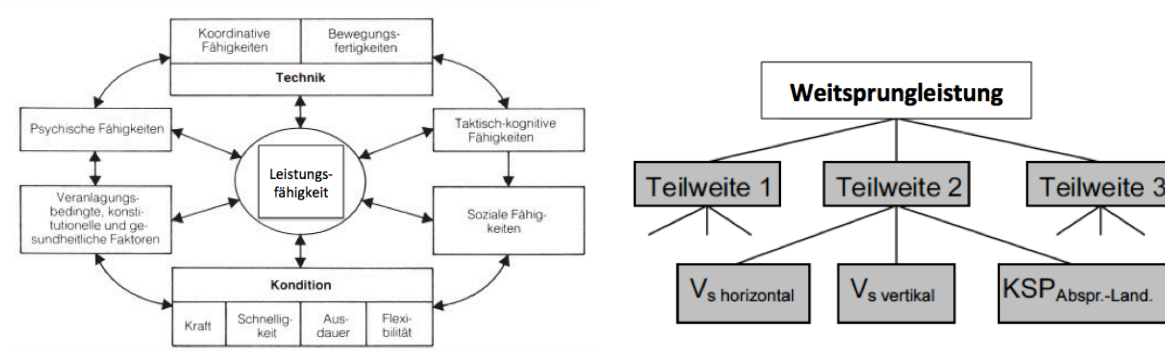 Koordinative
Fähigkeiten
Bewegungs-
fertigkeiten
Technik
Psychische Fähigkeiten
Taktisch-kognitive
Fähigkeiten
Leistungs-
fähigkeit
Veranlagungs-
bedingte, konsti-
tutionelle und ge-
sundheitliche Faktoren
Soziale Fähig-
keiten
Kondition
Kraft
Schnellig-
keit
Aus-
dauer
Flexi-
bilität
Weitsprungleistung
Teilweite 1
Teilweite 2
Teilweite 3
Vs horizontal
Vs vertikal
KSPAbspr.-Land.